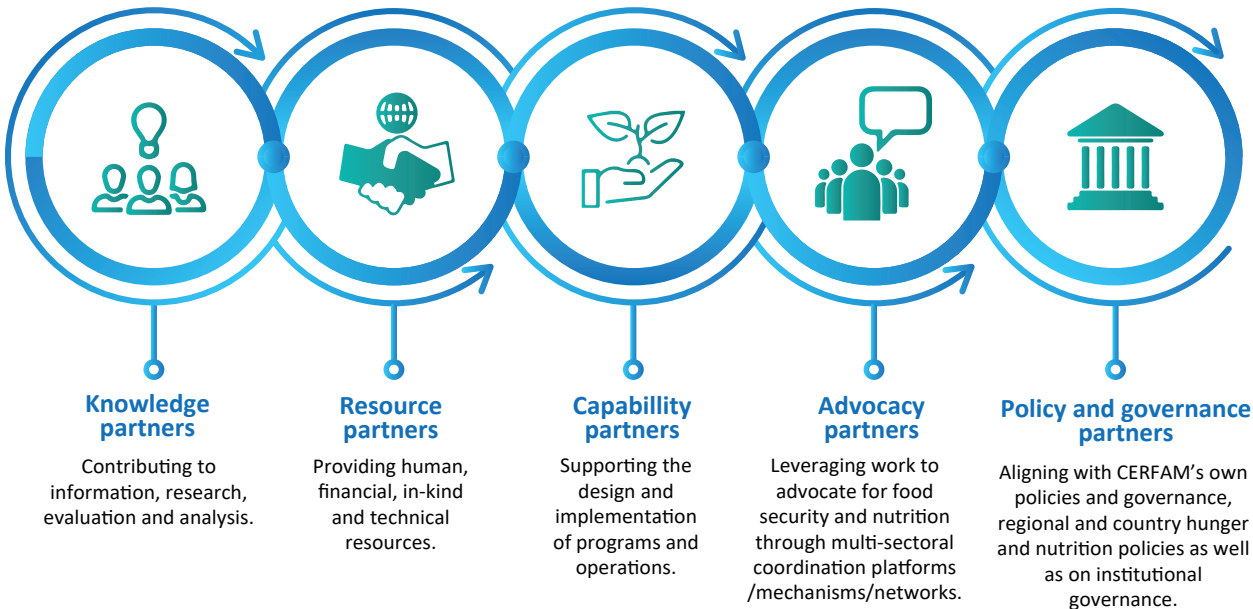 Knowledge
partners
Contributing to
information, research,
evaluation and analysis.
Resource
partners
Providing human,
financial, in-kind
and technical
resources.
Capabillity
partners
Supporting the
design and
implementation
of programs and
operations.
Advocacy
partners
Leveraging work to
advocate for food
security and nutrition
through multi-sectoral
coordination platforms
/mechanisms/networks.
Policy and governance
partners
Aligning with CERFAM’s own
policies and governance,
regional and country hunger
and nutrition policies as well
as on institutional
governance.